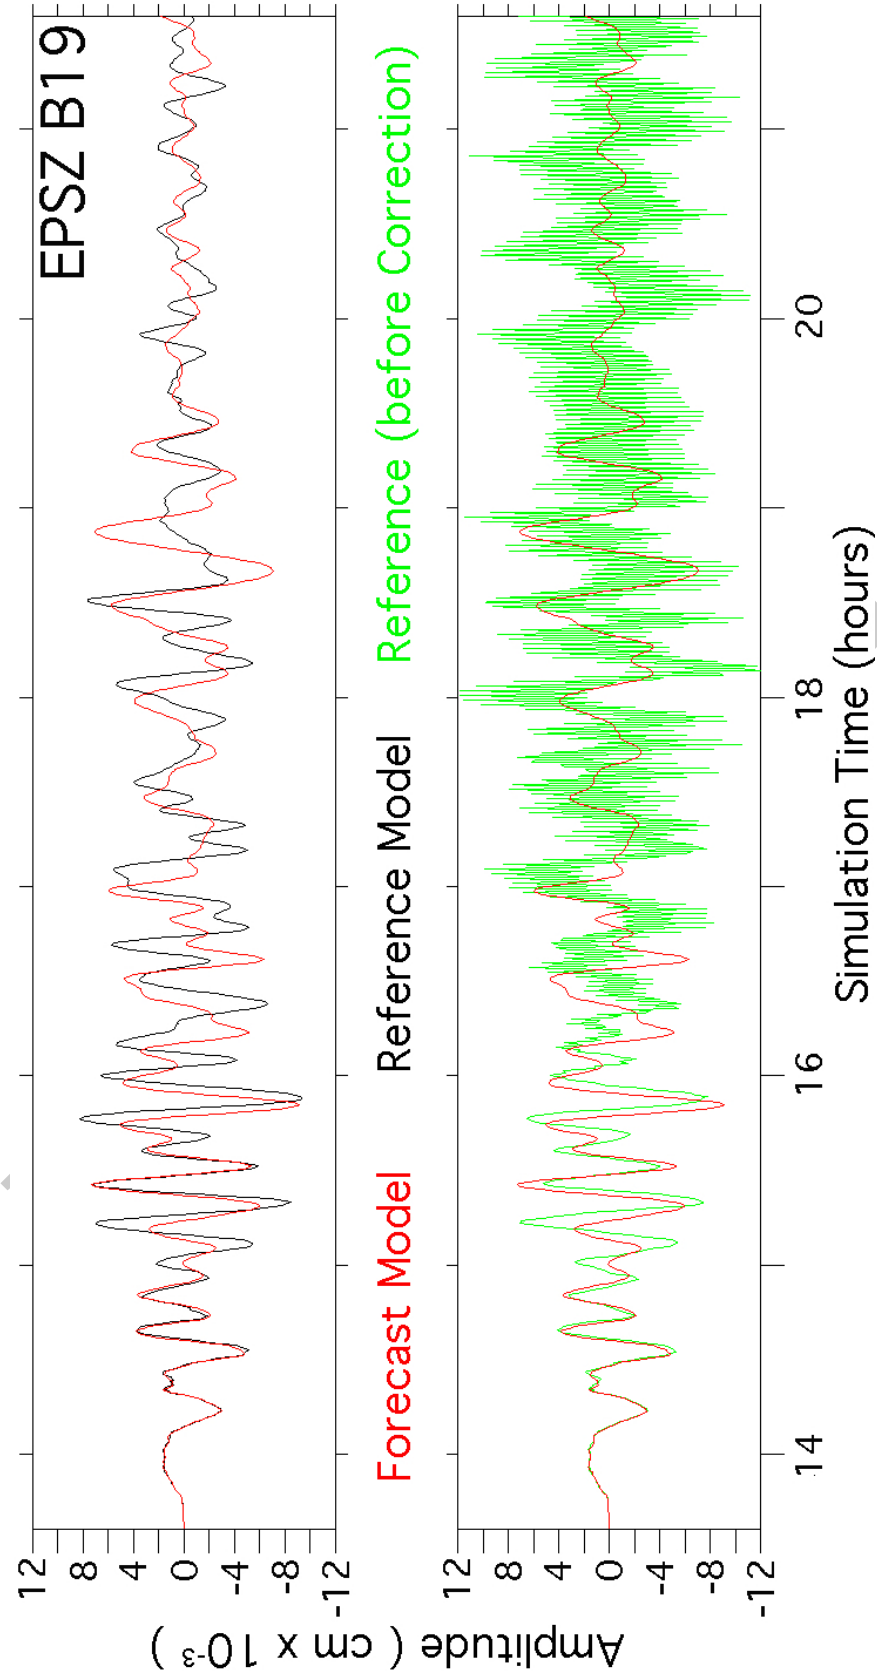 EPSZ B19
12
8
4
0
-4
-8
-12
Forecast Model Reference Model Reference (before Correction)
12
8
4
0
-4
-8
-12
14 16 18 20
Simulation Time (hours)
Amplitude ( cm x 10⁻³ )